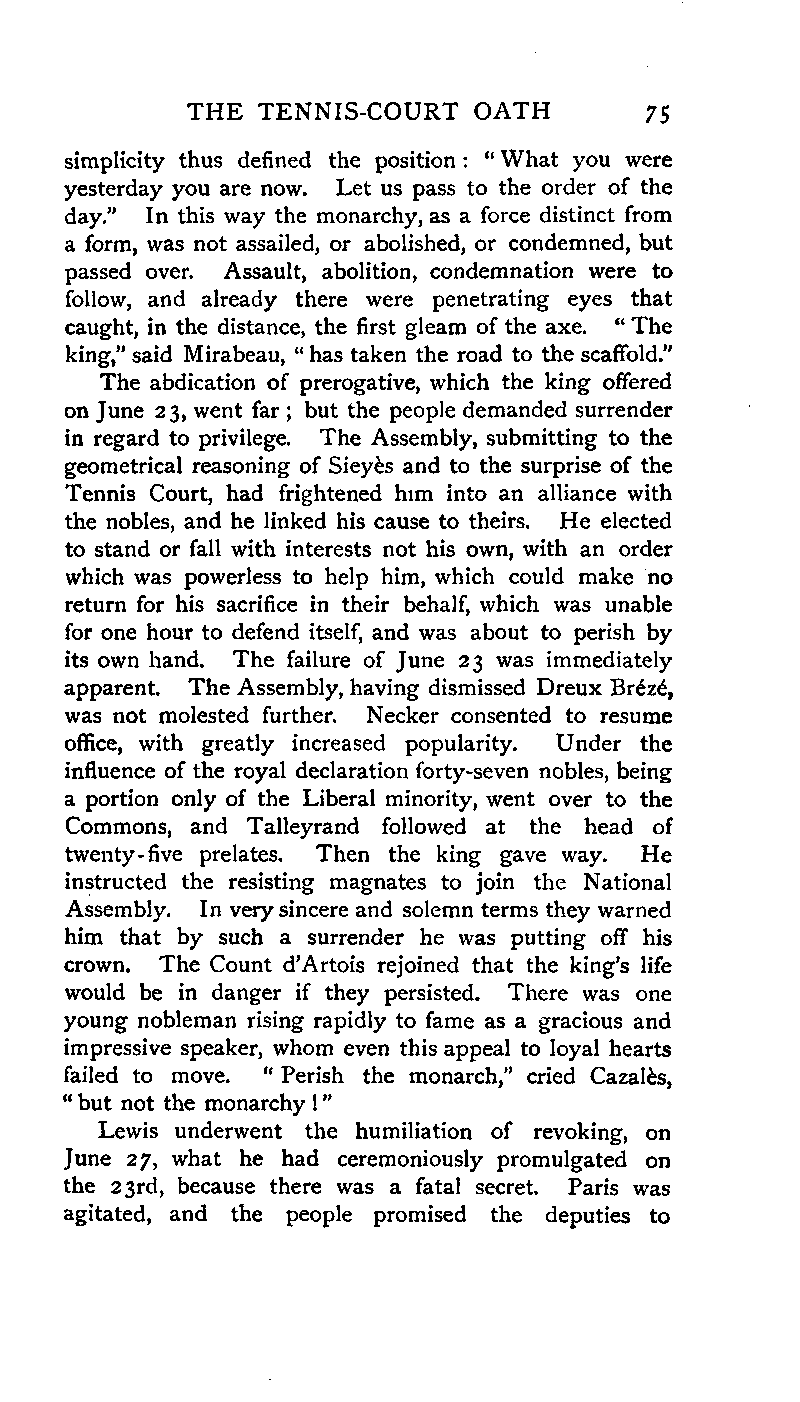 THE TENNIS-COURT OATH 75
simplicity thus defined the position : “ What you were
yesterday you are now. Let us pass to the order of the
day.” In this way the monarchy, as a force distinct from
a form, was not assailed, or abolished, or condemned, but
passed over. Assault, abolition, condemnation were to
follow, and already there were penetrating eyes that
caught, in the distance, the first gleam of the axe. “ The
king,” said Mirabeau, “ has taken the road to the scaffold.”
The abdication of prerogative, which the king offered
on June 23, went far ; but the people demanded surrender
in regard to privilege. The Assembly, submitting to the
geometrical reasoning of Sieyès and to the surprise of the
Tennis Court, had frightened him into an alliance with
the nobles, and he linked his cause to theirs. He elected
to stand or fall with interests not his own, with an order
which was powerless to help him, which could make no
return for his sacrifice in their behalf, which was unable
for one hour to defend itself, and was about to perish by
its own hand. The failure of June 23 was immediately
apparent. The Assembly, having dismissed Dreux Brézé,
was not molested further. Necker consented to resume
office, with greatly increased popularity. Under the
influence of the royal declaration forty-seven nobles, being
a portion only of the Liberal minority, went over to the
Commons, and Talleyrand followed at the head of
twenty-five prelates. Then the king gave way. He
instructed the resisting magnates to join the National
Assembly. In very sincere and solemn terms they warned
him that by such a surrender he was putting off his
crown. The Count d'Artois rejoined that the king's life
would be in danger if they persisted. There was one
young nobleman rising rapidly to fame as a gracious and
impressive speaker, whom even this appeal to loyal hearts
failed to move. “ Perish the monarch,” cried Cazalès,
“ but not the monarchy ! ”
Lewis underwent the humiliation of revoking, on
June 27, what he had ceremoniously promulgated on
the 23rd, because there was a fatal secret. Paris was
agitated, and the people promised the deputies to